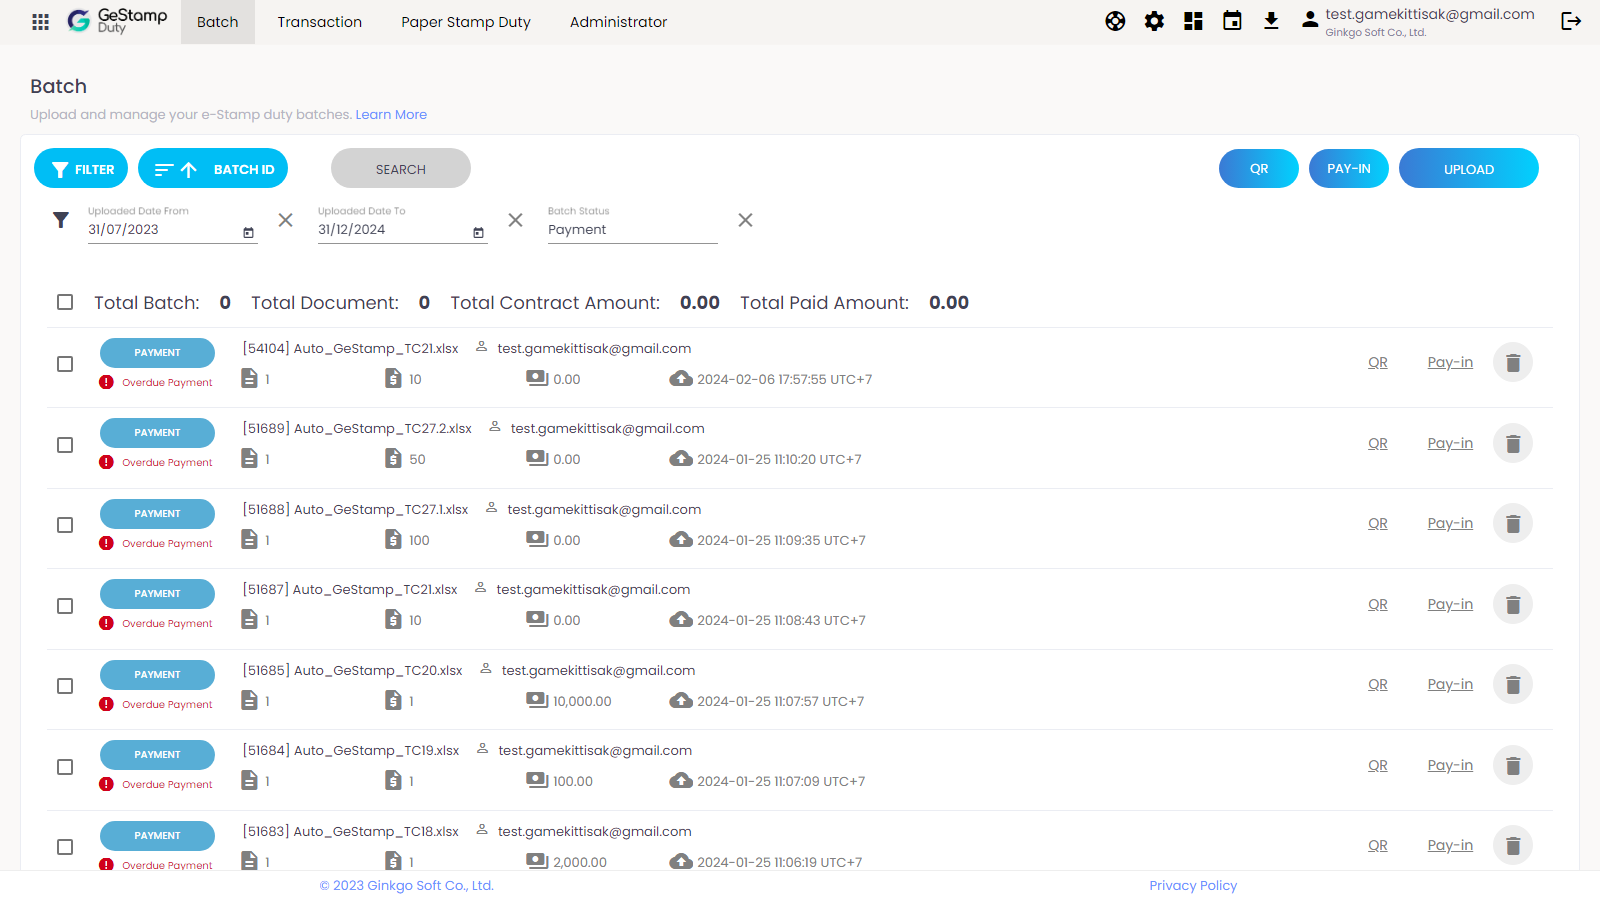 GeStamp Duty Batch Transaction Paper Stamp Duty Administrator test.gamekittisak@gmail.com
Ginkgo Soft Co., Ltd.
Batch
Upload and manage your e-Stamp duty batches. Learn More
FILTER BATCH ID SEARCH QR PAY-IN UPLOAD
Uploaded Date From Uploaded Date To Batch Status
31/07/2023 31/12/2024 Payment
Total Batch: 0 Total Document: 0 Total Contract Amount: 0.00 Total Paid Amount: 0.00
PAYMENT [54104] Auto_GeStamp_TC21.xlsx test.gamekittisak@gmail.com QR Pay-in
Overdue Payment 1 10 0.00 2024-02-06 17:57:55 UTC+7
PAYMENT [51689] Auto_GeStamp_TC27.2.xlsx test.gamekittisak@gmail.com QR Pay-in
Overdue Payment 1 50 0.00 2024-01-25 11:10:20 UTC+7
PAYMENT [51688] Auto_GeStamp_TC27.1.xlsx test.gamekittisak@gmail.com QR Pay-in
Overdue Payment 1 100 0.00 2024-01-25 11:09:35 UTC+7
PAYMENT [51687] Auto_GeStamp_TC21.xlsx test.gamekittisak@gmail.com QR Pay-in
Overdue Payment 1 10 0.00 2024-01-25 11:08:43 UTC+7
PAYMENT [51685] Auto_GeStamp_TC20.xlsx test.gamekittisak@gmail.com QR Pay-in
Overdue Payment 1 1 10,000.00 2024-01-25 11:07:57 UTC+7
PAYMENT [51684] Auto_GeStamp_TC19.xlsx test.gamekittisak@gmail.com QR Pay-in
Overdue Payment 1 1 100.00 2024-01-25 11:07:09 UTC+7
PAYMENT [51683] Auto_GeStamp_TC18.xlsx test.gamekittisak@gmail.com QR Pay-in
Overdue Payment 1 1 2,000.00 2024-01-25 11:06:19 UTC+7
© 2023 Ginkgo Soft Co., Ltd. Privacy Policy